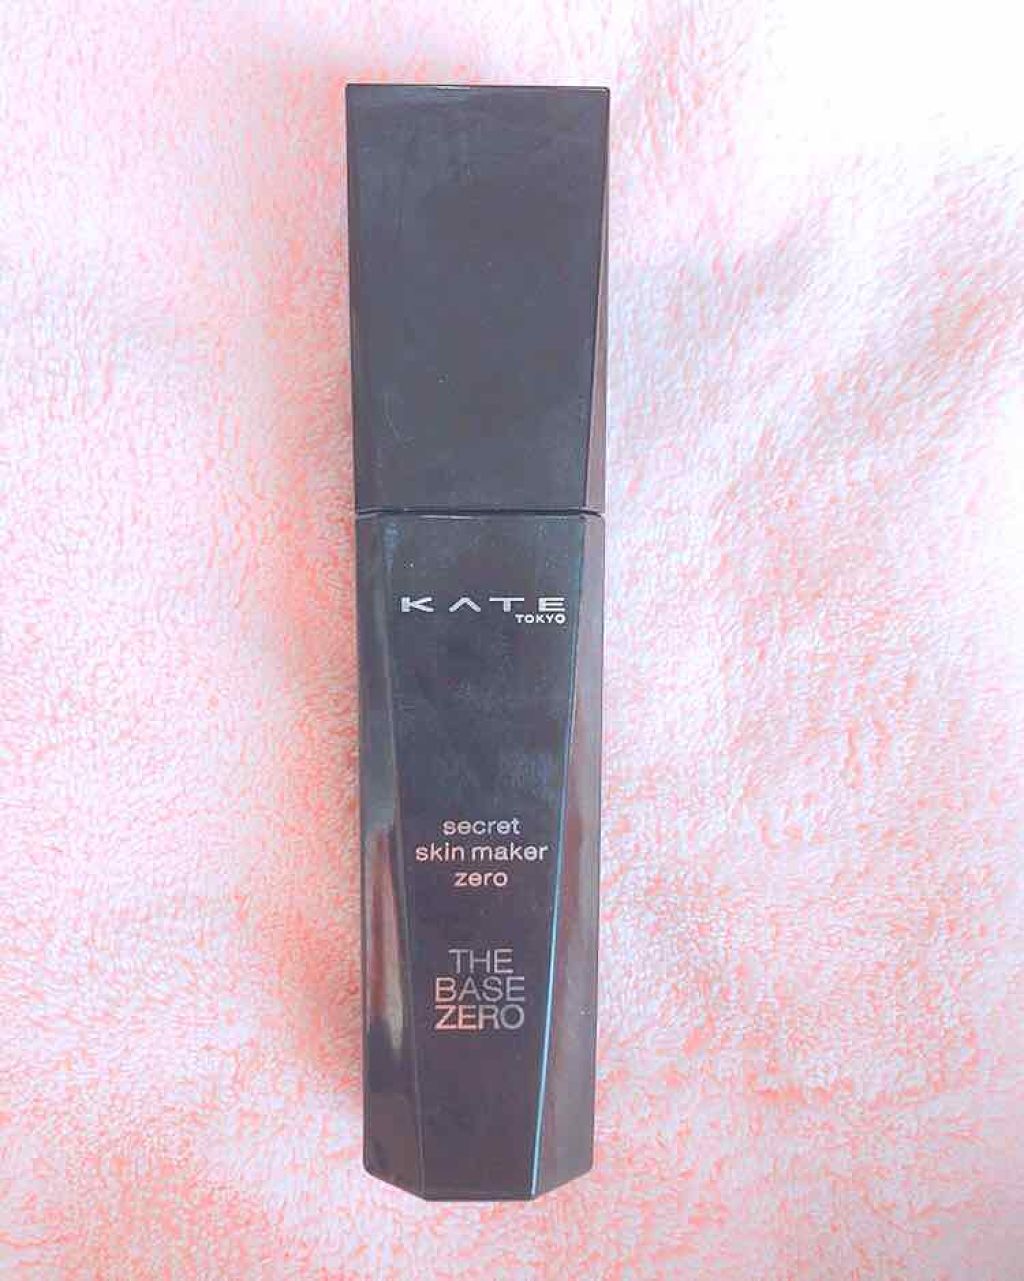 KATE
TOKYO
secret
skin maker
zero
THE
BASE
ZERO